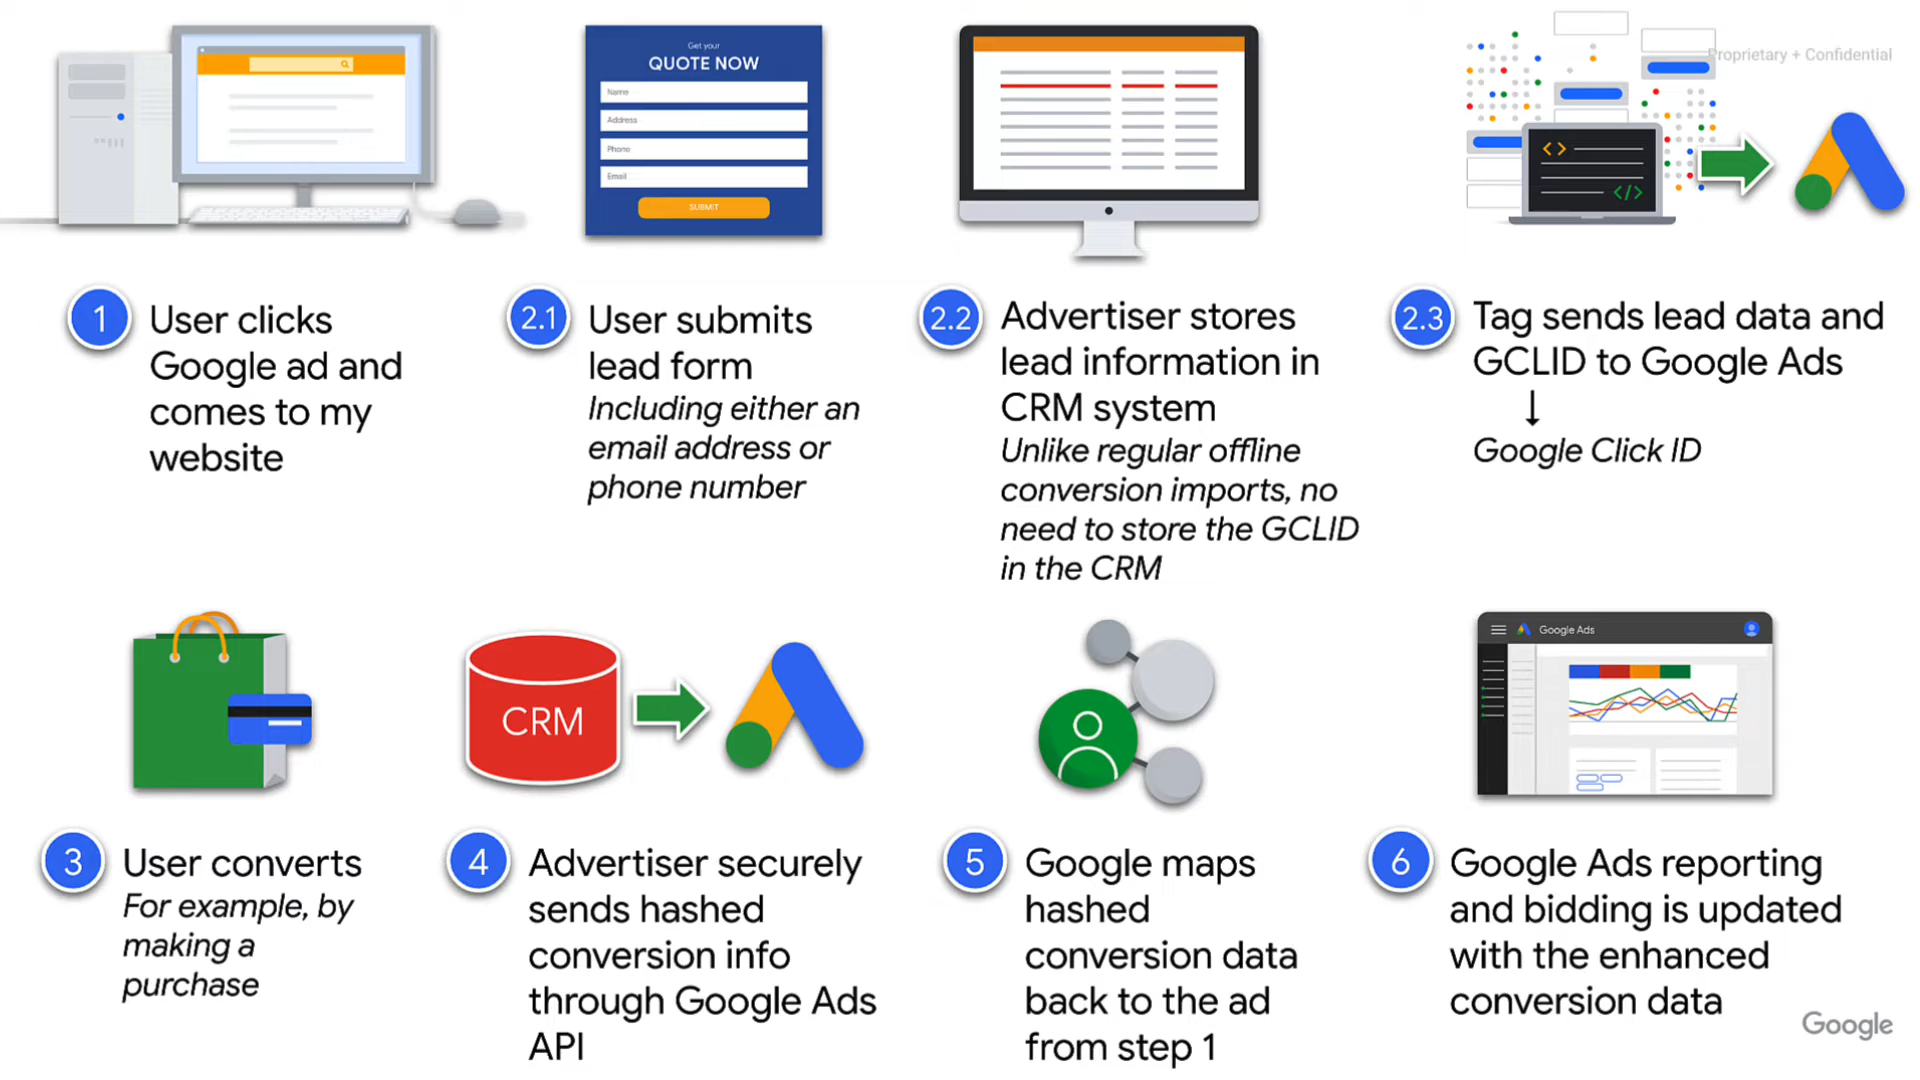 Get your
QUOTE NOW
Name
Address
Phone
Email
SUBMIT
Proprietary + Confidential
1
User clicks
Google ad and
comes to my
website
2.1
User submits
lead form
Including either an
email address or
phone number
2.2
Advertiser stores
lead information in
CRM system
Unlike regular offline
conversion imports, no
need to store the GCLID
in the CRM
2.3
Tag sends lead data and
GCLID to Google Ads
Google Click ID
CRM
Google Ads
3
User converts
For example, by
making a
purchase
4
Advertiser securely
sends hashed
conversion info
through Google Ads
API
5
Google maps
hashed
conversion data
back to the ad
from step 1
6
Google Ads reporting
and bidding is updated
with the enhanced
conversion data
Google